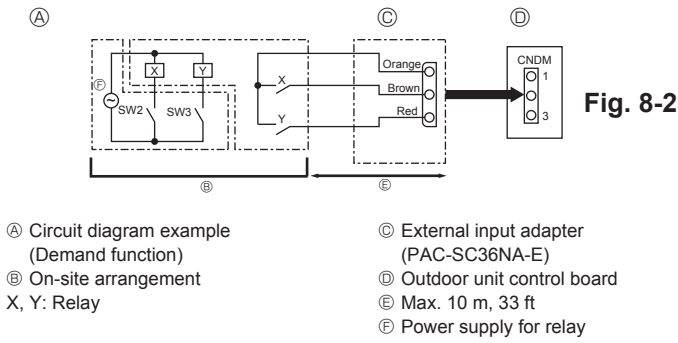 Ⓐ
Ⓒ
Ⓓ
Ⓕ
X
Y
SW2
SW3
X
Y
Orange
Brown
Red
CNDM
1
3
Fig. 8-2
Ⓑ
Ⓔ
Ⓐ Circuit diagram example
(Demand function)
Ⓑ On-site arrangement
X, Y: Relay
Ⓒ External input adapter
(PAC-SC36NA-E)
Ⓓ Outdoor unit control board
Ⓔ Max. 10 m, 33 ft
Ⓕ Power supply for relay